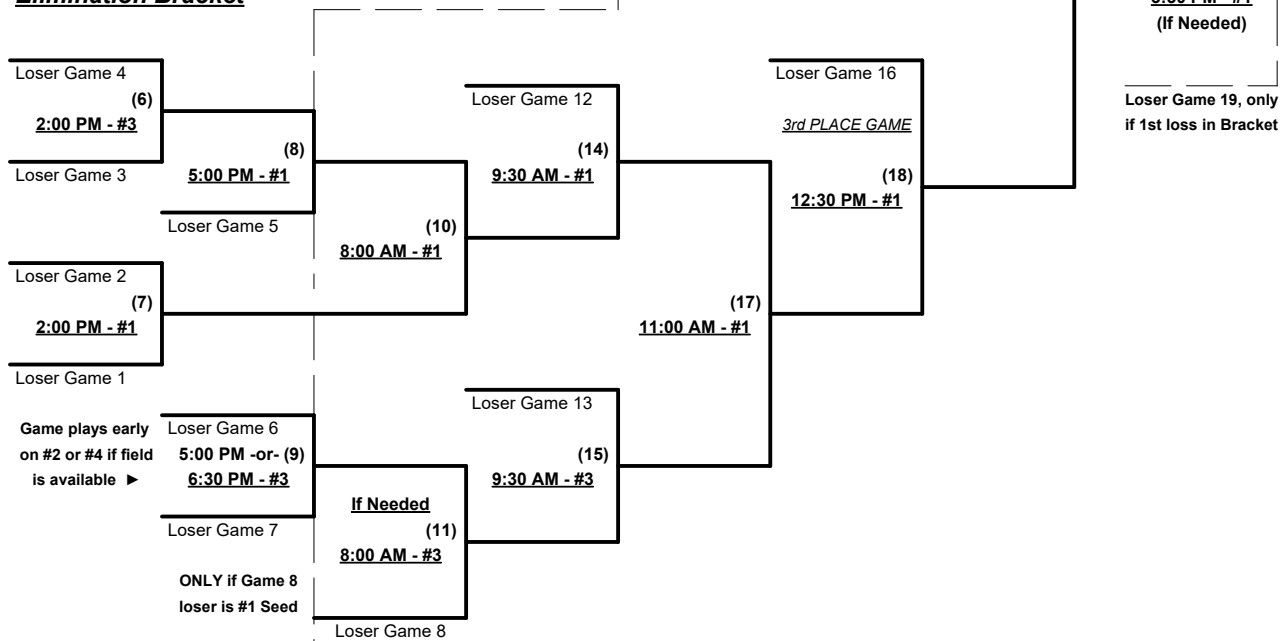 Elimination Bracket
(If Needed)
Loser Game 4
(6)
2:00 PM - #3
Loser Game 3
(8)
5:00 PM - #1
Loser Game 5
Loser Game 12
(14)
9:30 AM - #1
(10)
8:00 AM - #1
Loser Game 16
3rd PLACE GAME
(18)
12:30 PM - #1
Loser Game 19, only
if 1st loss in Bracket
Loser Game 2
(7)
2:00 PM - #1
Loser Game 1
(17)
11:00 AM - #1
Game plays early
on #2 or #4 if field
is available ►
Loser Game 6
5:00 PM -or- (9)
6:30 PM - #3
Loser Game 7
Loser Game 13
(15)
9:30 AM - #3
If Needed
(11)
8:00 AM - #3
ONLY if Game 8
loser is #1 Seed
Loser Game 8